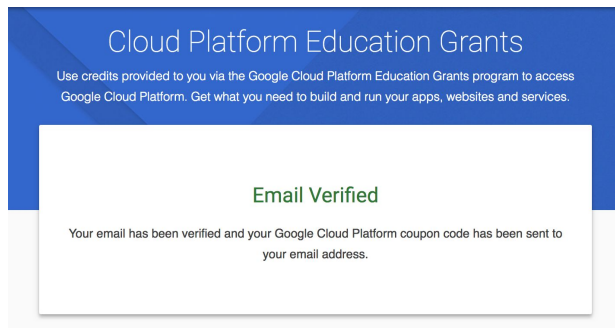 Cloud Platform Education Grants
Use credits provided to you via the Google Cloud Platform Education Grants program to access
Google Cloud Platform. Get what you need to build and run your apps, websites and services.
Email Verified
Your email has been verified and your Google Cloud Platform coupon code has been sent to
your email address.